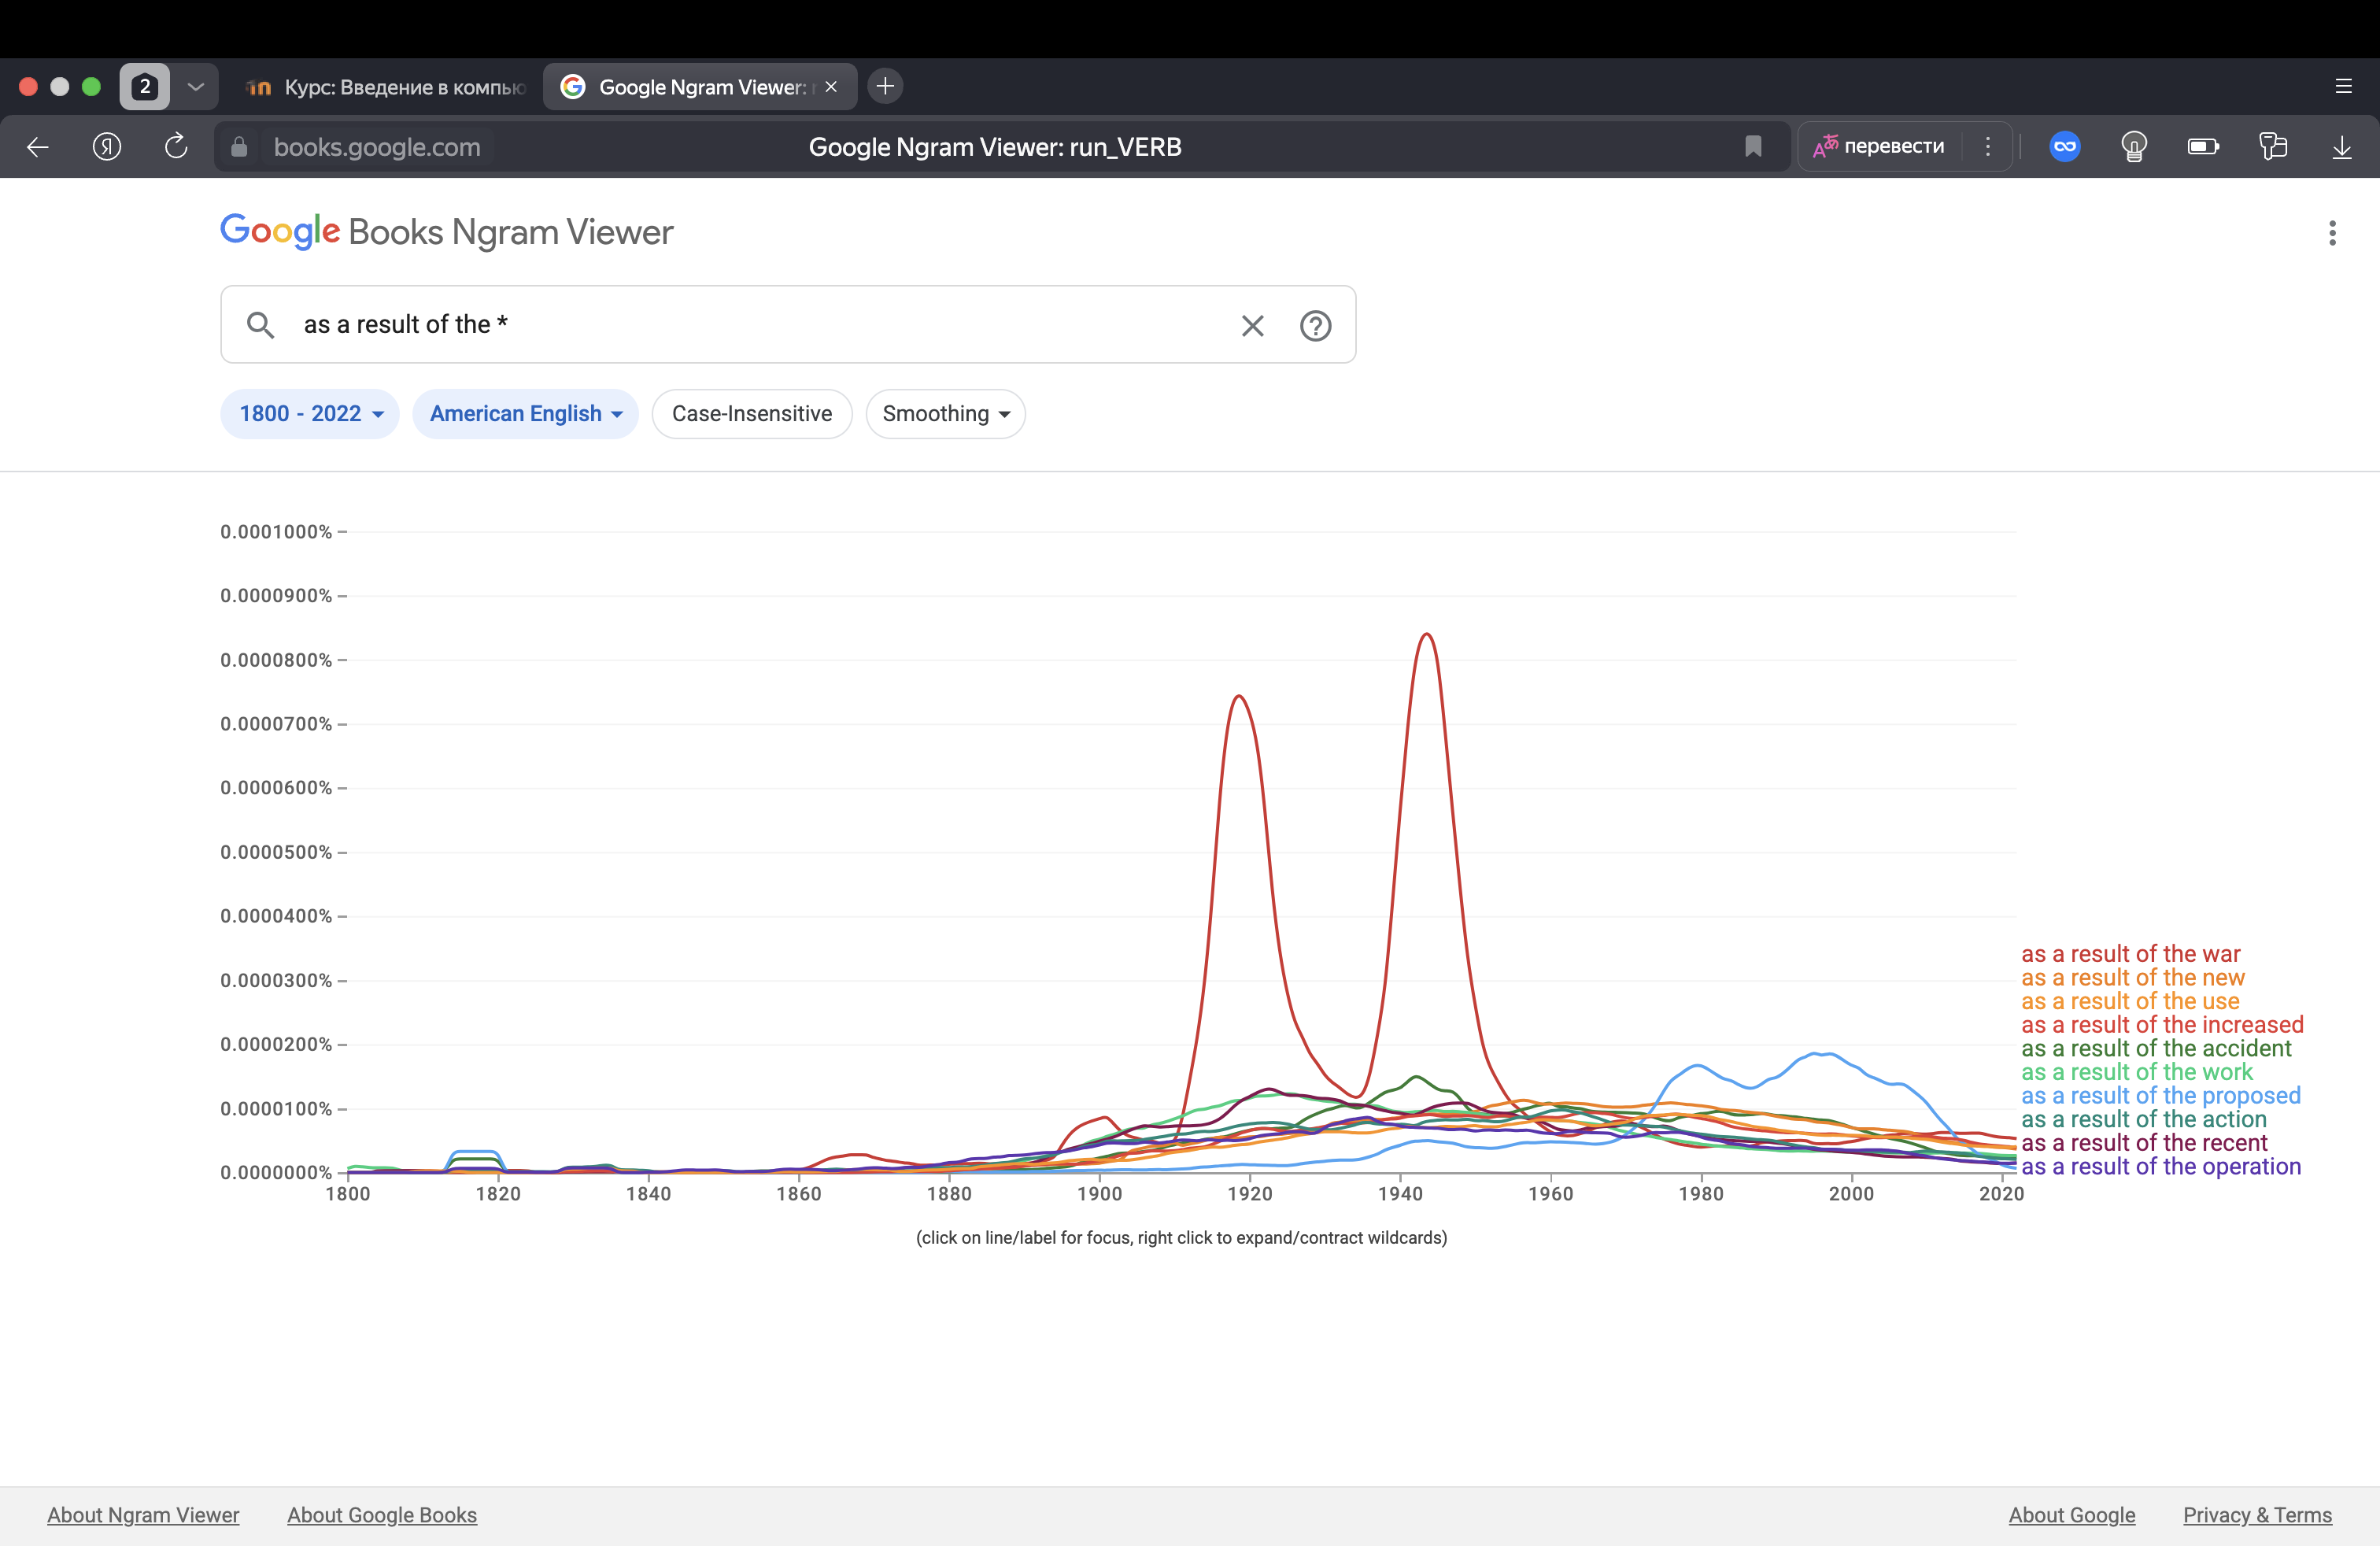 2
Курс: Введение в компью
Google Ngram Viewer:
Я
books.google.com
Google Ngram Viewer: run_VERB
перевести
Google Books Ngram Viewer
as a result of the *
1800 - 2022
American English
Case-Insensitive
Smoothing
0.0001000%
0.0000900%
0.0000800%
0.0000700%
0.0000600%
0.0000500%
0.0000400%
0.0000300%
0.0000200%
0.0000100%
0.0000000%
as a result of the war
as a result of the new
as a result of the use
as a result of the increased
as a result of the accident
as a result of the work
as a result of the proposed
as a result of the action
as a result of the recent
as a result of the operation
1800 1820 1840 1860 1880 1900 1920 1940 1960 1980 2000 2020
(click on line/label for focus, right click to expand/contract wildcards)
About Ngram Viewer
About Google Books
About Google
Privacy & Terms